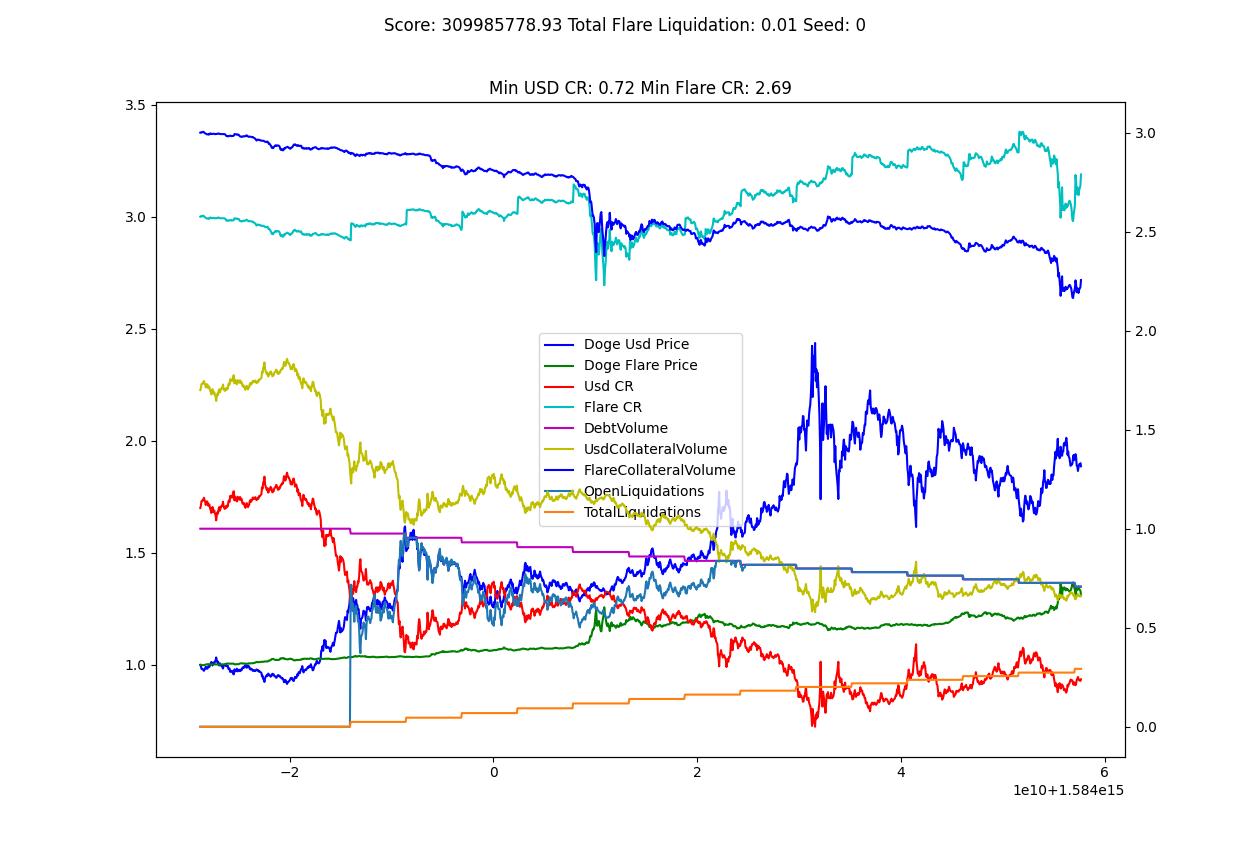 Score: 309985778.93 Total Flare Liquidation: 0.01 Seed: 0
Min USD CR: 0.72 Min Flare CR: 2.69
3.5
3.0
2.5
2.0
1.5
1.0
3.0
2.5
2.0
1.5
1.0
0.5
0.0
Doge Usd Price
Doge Flare Price
Usd CR
Flare CR
DebtVolume
UsdCollateralVolume
FlareCollateralVolume
OpenLiquidations
TotalLiquidations
−2 0 2 4 6
1e10+1.584e15